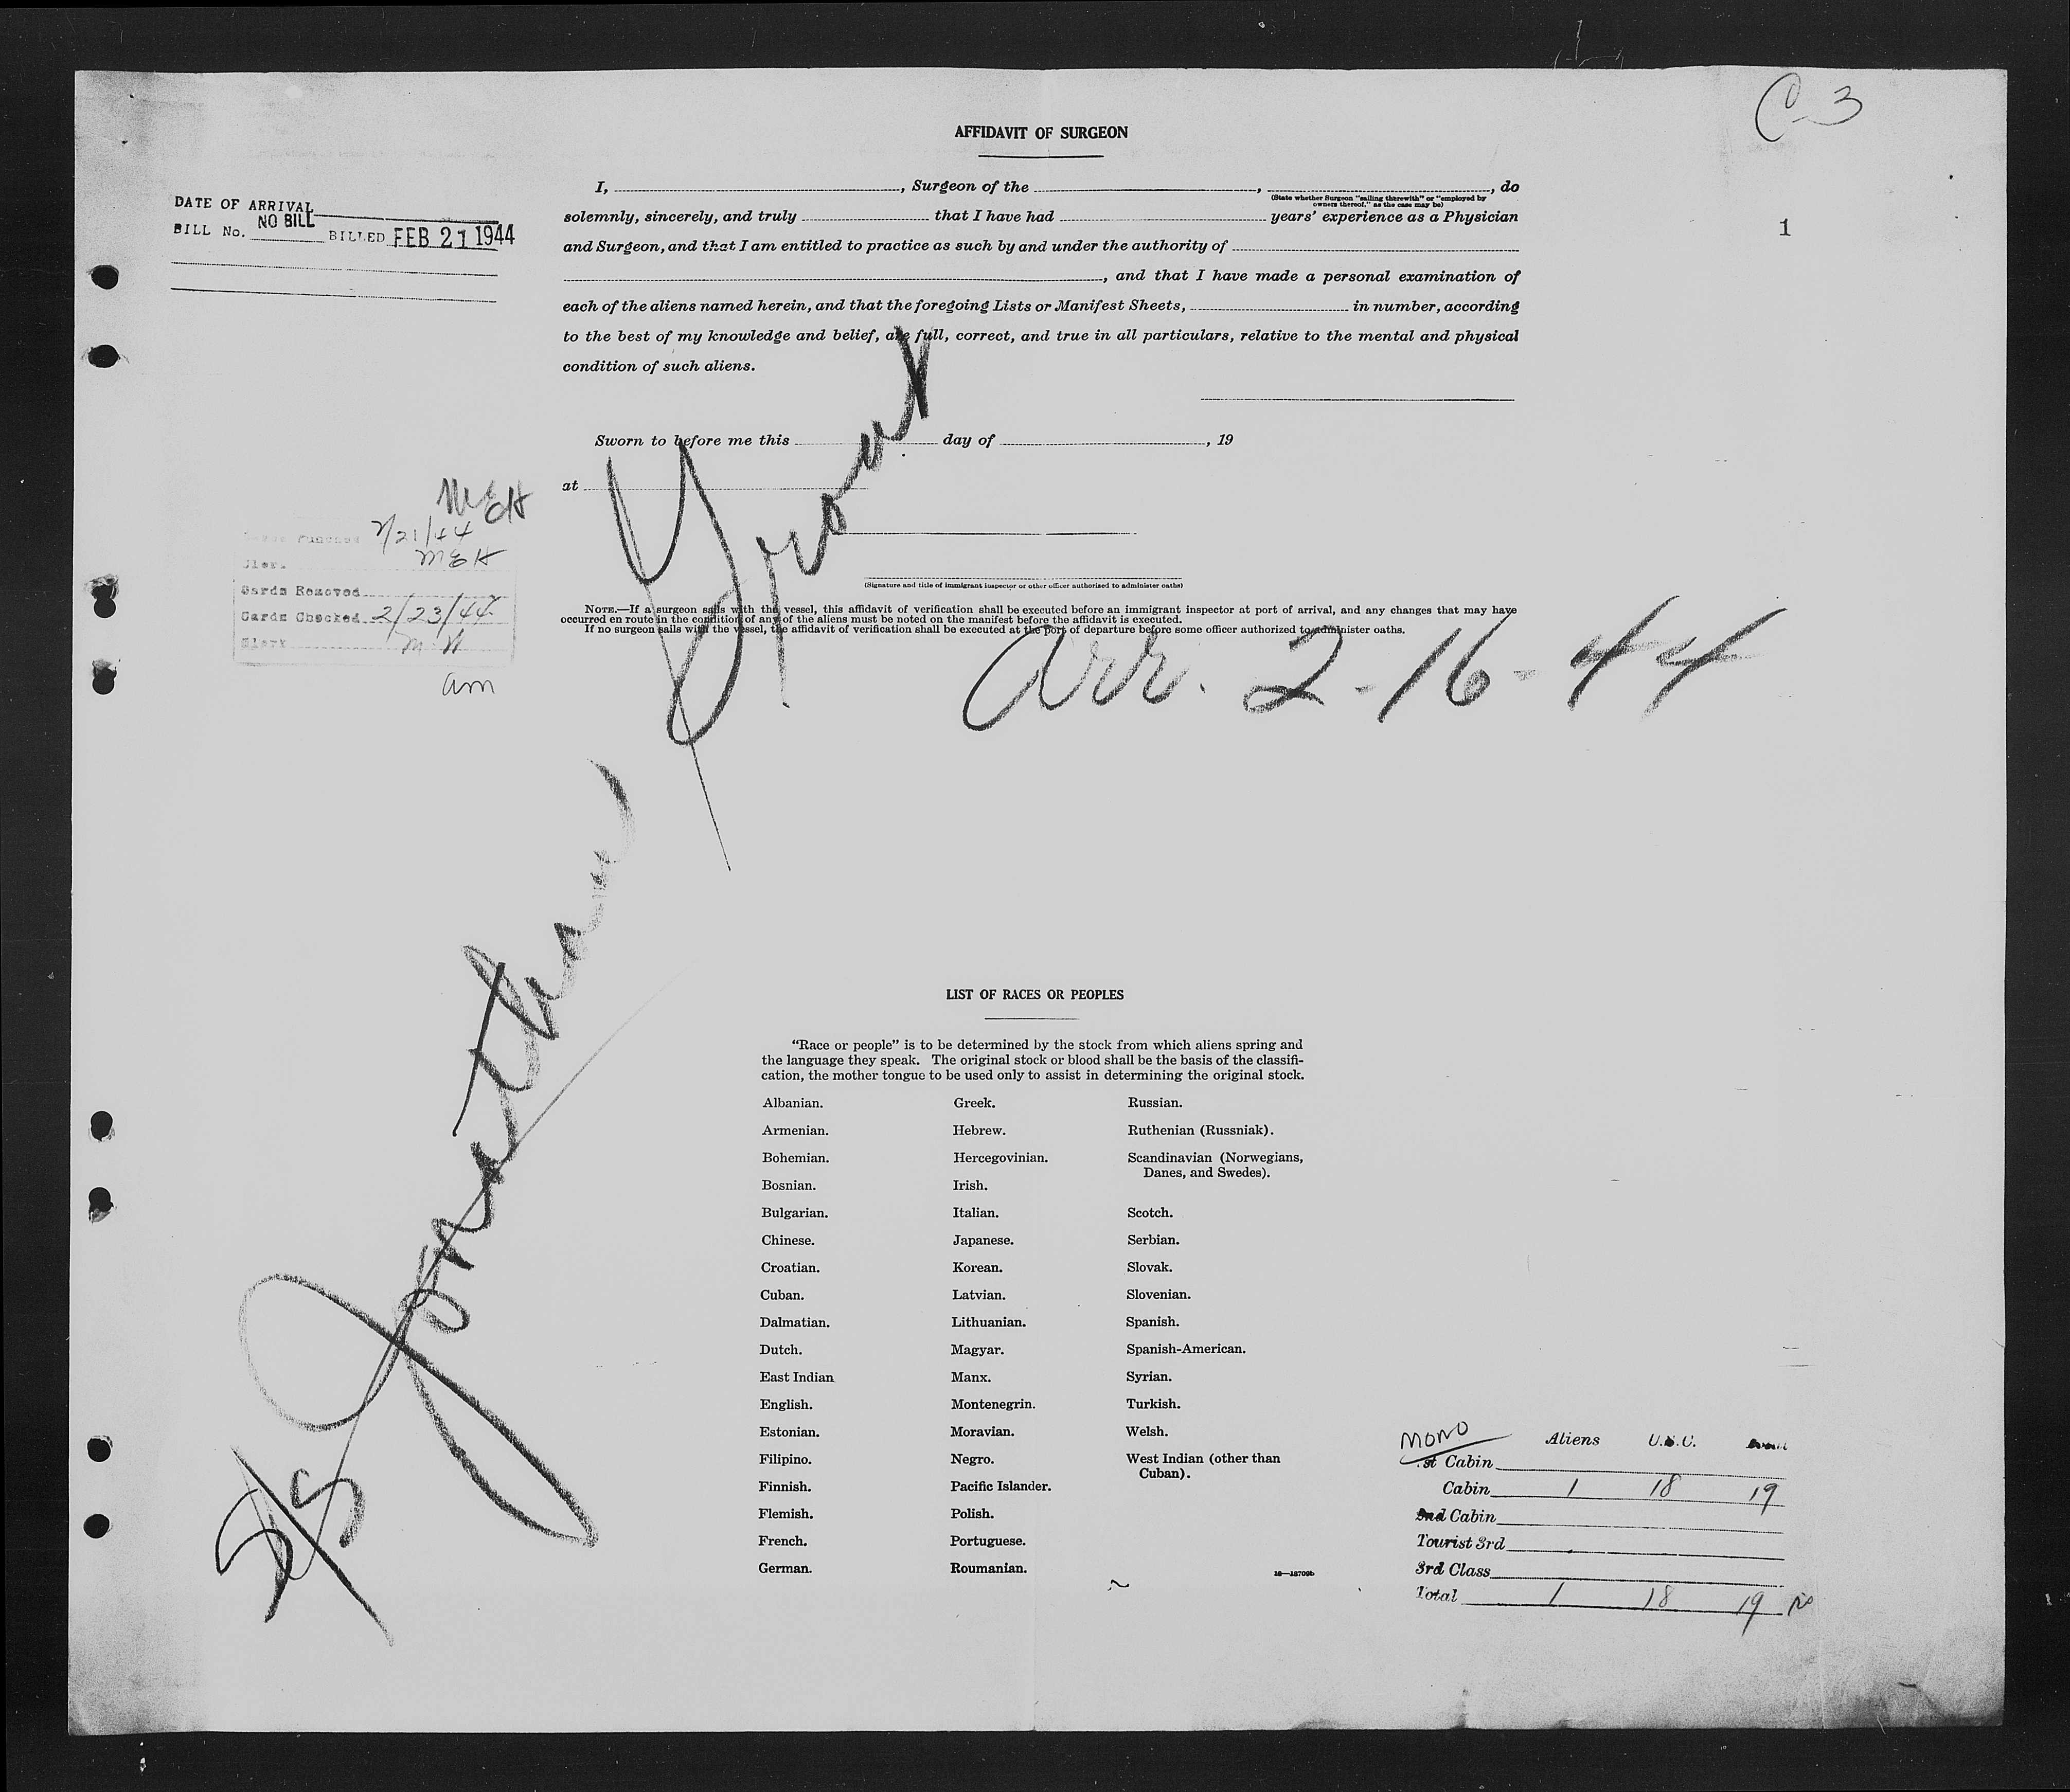 C-3
AFFIDAVIT OF SURGEON
I, , Surgeon of the , , do
(State whether Surgeon "sailing therewith" or "employed by
owners thereof," as the case may be)
solemnly, sincerely, and truly that I have had years' experience as a Physician
and Surgeon, and that I am entitled to practice as such by and under the authority of
, and that I have made a personal examination of
each of the aliens named herein, and that the foregoing Lists or Manifest Sheets, in number, according
to the best of my knowledge and belief, are full, correct, and true in all particulars, relative to the mental and physical
condition of such aliens.
DATE OF ARRIVAL
BILL No. NO BILL BILLED FEB 21 1944
1
Sworn to before me this day of , 19
at
(Signature and title of immigrant inspector or other officer authorized to administer oaths)
NOTE.—If a surgeon sails with the vessel, this affidavit of verification shall be executed before an immigrant inspector at port of arrival, and any changes that may have
occurred en route in the condition of any of the aliens must be noted on the manifest before the affidavit is executed.
If no surgeon sails with the vessel, the affidavit of verification shall be executed at the port of departure before some officer authorized to administer oaths.
MEH
Punched 2/21/44
Clerk MEH
Cards Removed
Cards Checked 2/23/44
Clerk M H
am
Arr. 2-16-44
S/S Jonathan Grout
LIST OF RACES OR PEOPLES
"Race or people" is to be determined by the stock from which aliens spring and
the language they speak. The original stock or blood shall be the basis of the classifi-
cation, the mother tongue to be used only to assist in determining the original stock.
Albanian.
Armenian.
Bohemian.
Bosnian.
Bulgarian.
Chinese.
Croatian.
Cuban.
Dalmatian.
Dutch.
East Indian
English.
Estonian.
Filipino.
Finnish.
Flemish.
French.
German.
Greek.
Hebrew.
Hercegovinian.
Irish.
Italian.
Japanese.
Korean.
Latvian.
Lithuanian.
Magyar.
Manx.
Montenegrin.
Moravian.
Negro.
Pacific Islander.
Polish.
Portuguese.
Roumanian.
Russian.
Ruthenian (Russniak).
Scandinavian (Norwegians,
Danes, and Swedes).
Scotch.
Serbian.
Slovak.
Slovenian.
Spanish.
Spanish-American.
Syrian.
Turkish.
Welsh.
West Indian (other than
Cuban).
16—18709b
MONO Aliens U.S.C. Total
1st Cabin
Cabin 1 18 19
2nd Cabin
Tourist 3rd
3rd Class
Total 1 18 19